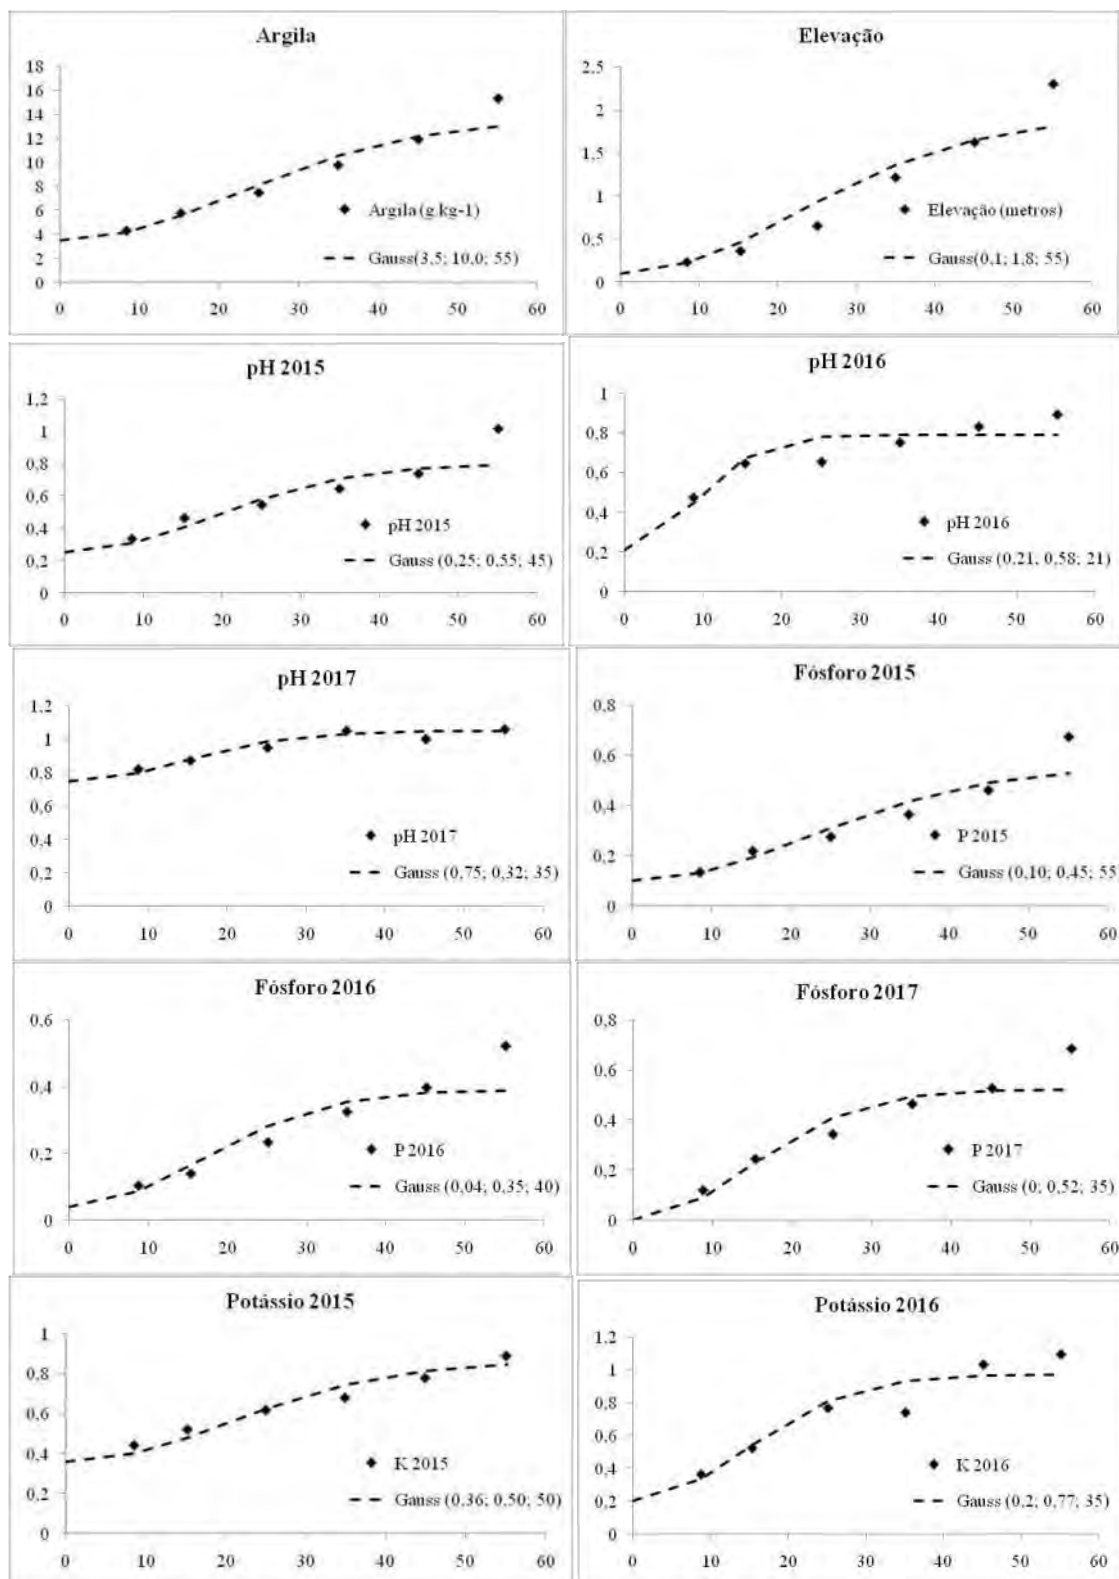 Argila
18
16
14
12
10
8
6
4
2
0
0 10 20 30 40 50 60
Argila (g kg-1)
Gauss(3,5; 10,0; 55)
Elevação
2,5
2
1,5
1
0,5
0
0 10 20 30 40 50 60
Elevação (metros)
Gauss(0,1; 1,8; 55)
pH 2015
1,2
1
0,8
0,6
0,4
0,2
0
0 10 20 30 40 50 60
pH 2015
Gauss (0,25; 0,55; 45)
pH 2016
1
0,8
0,6
0,4
0,2
0
0 10 20 30 40 50 60
pH 2016
Gauss (0,21, 0,58; 21)
pH 2017
1,2
1
0,8
0,6
0,4
0,2
0
0 10 20 30 40 50 60
pH 2017
Gauss (0,75; 0,32; 35)
Fósforo 2015
0,8
0,6
0,4
0,2
0
0 10 20 30 40 50 60
P 2015
Gauss (0,10; 0,45; 55
Fósforo 2016
0,6
0,4
0,2
0
0 10 20 30 40 50 60
P 2016
Gauss (0,04; 0,35; 40)
Fósforo 2017
0,8
0,6
0,4
0,2
0
0 10 20 30 40 50 60
P 2017
Gauss (0; 0,52; 35)
Potássio 2015
1
0,8
0,6
0,4
0,2
0
0 10 20 30 40 50 60
K 2015
Gauss (0,36; 0,50; 50)
Potássio 2016
1,2
1
0,8
0,6
0,4
0,2
0
0 10 20 30 40 50 60
K 2016
Gauss (0,2; 0,77; 35)